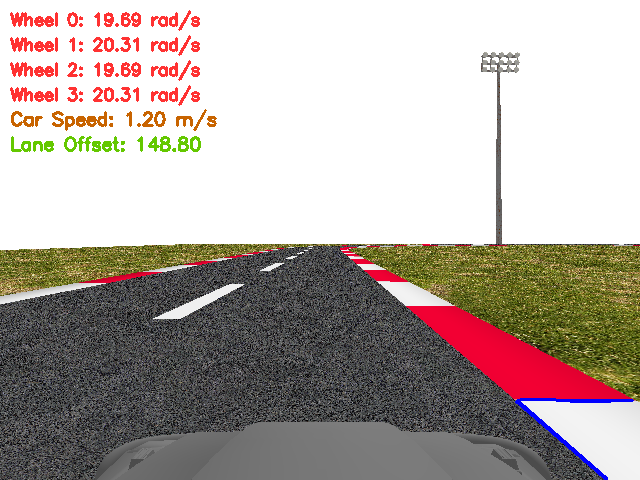 Wheel 0: 19.69 rad/s
Wheel 1: 20.31 rad/s
Wheel 2: 19.69 rad/s
Wheel 3: 20.31 rad/s
Car Speed: 1.20 m/s
Lane Offset: 148.80